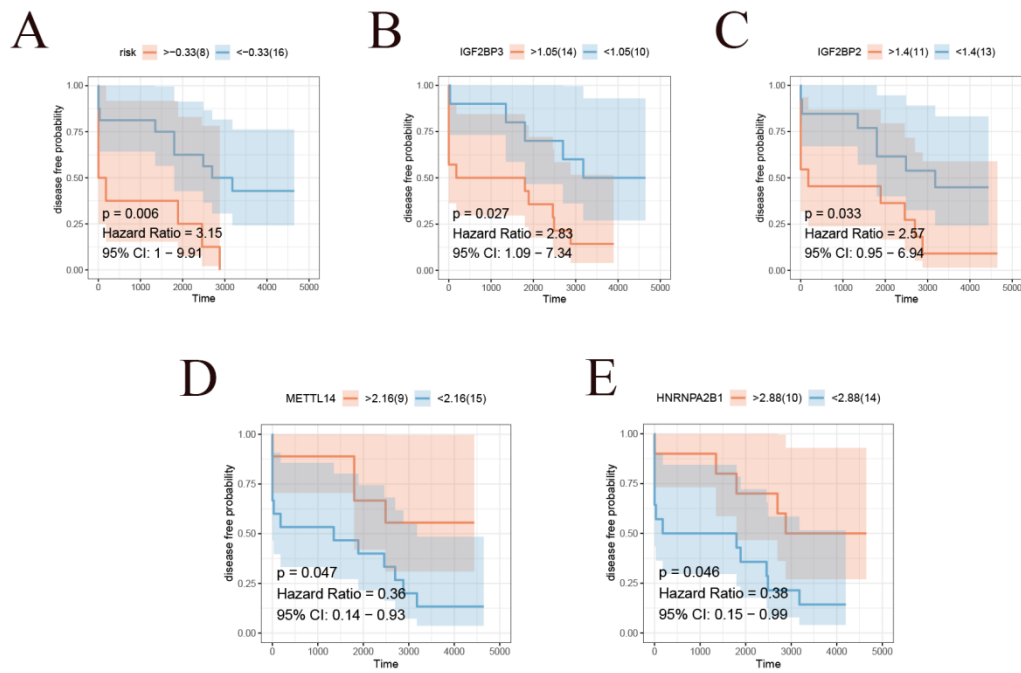 A
risk >−0.33(8) <−0.33(16)
disease free probability
1.00
0.75
0.50
0.25
0.00
p = 0.006
Hazard Ratio = 3.15
95% CI: 1 − 9.91
0 1000 2000 3000 4000 5000
Time
B
IGF2BP3 >1.05(14) <1.05(10)
disease free probability
1.00
0.75
0.50
0.25
0.00
p = 0.027
Hazard Ratio = 2.83
95% CI: 1.09 − 7.34
0 1000 2000 3000 4000 5000
Time
C
IGF2BP2 >1.4(11) <1.4(13)
disease free probability
1.00
0.75
0.50
0.25
0.00
p = 0.033
Hazard Ratio = 2.57
95% CI: 0.95 − 6.94
0 1000 2000 3000 4000 5000
Time
D
METTL14 >2.16(9) <2.16(15)
disease free probability
1.00
0.75
0.50
0.25
0.00
p = 0.047
Hazard Ratio = 0.36
95% CI: 0.14 − 0.93
0 1000 2000 3000 4000 5000
Time
E
HNRNPA2B1 >2.88(10) <2.88(14)
disease free probability
1.00
0.75
0.50
0.25
0.00
p = 0.046
Hazard Ratio = 0.38
95% CI: 0.15 − 0.99
0 1000 2000 3000 4000 5000
Time